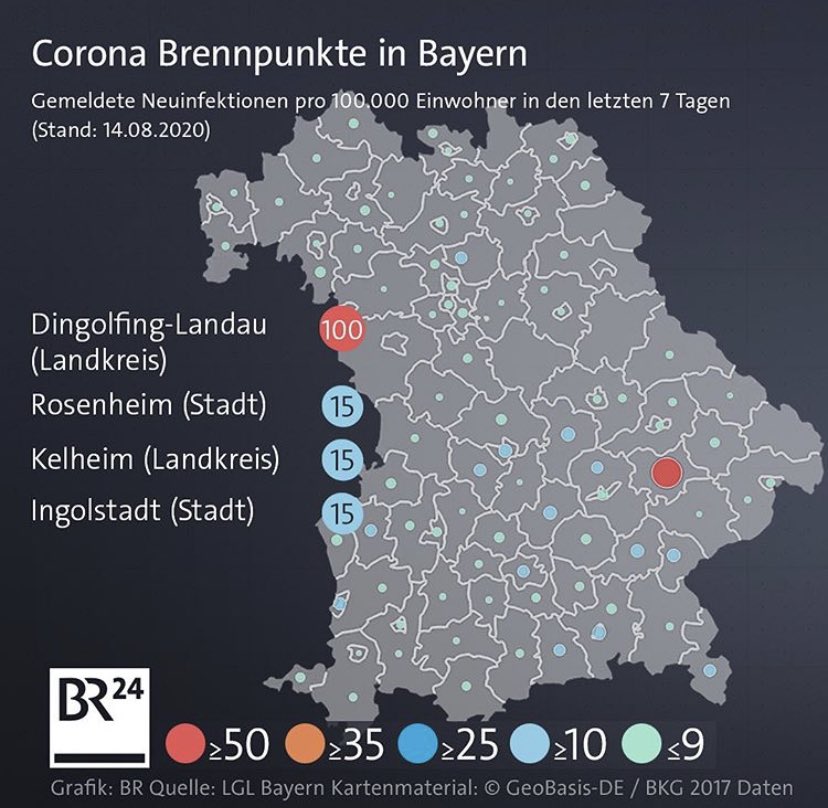 Corona Brennpunkte in Bayern
Gemeldete Neuinfektionen pro 100.000 Einwohner in den letzten 7 Tagen
(Stand: 14.08.2020)
Dingolfing-Landau
(Landkreis)
100
Rosenheim (Stadt) 15
Kelheim (Landkreis) 15
Ingolstadt (Stadt) 15
BR24
≥50 ≥35 ≥25 ≥10 ≤9
Grafik: BR Quelle: LGL Bayern Kartenmaterial: © GeoBasis-DE / BKG 2017 Daten